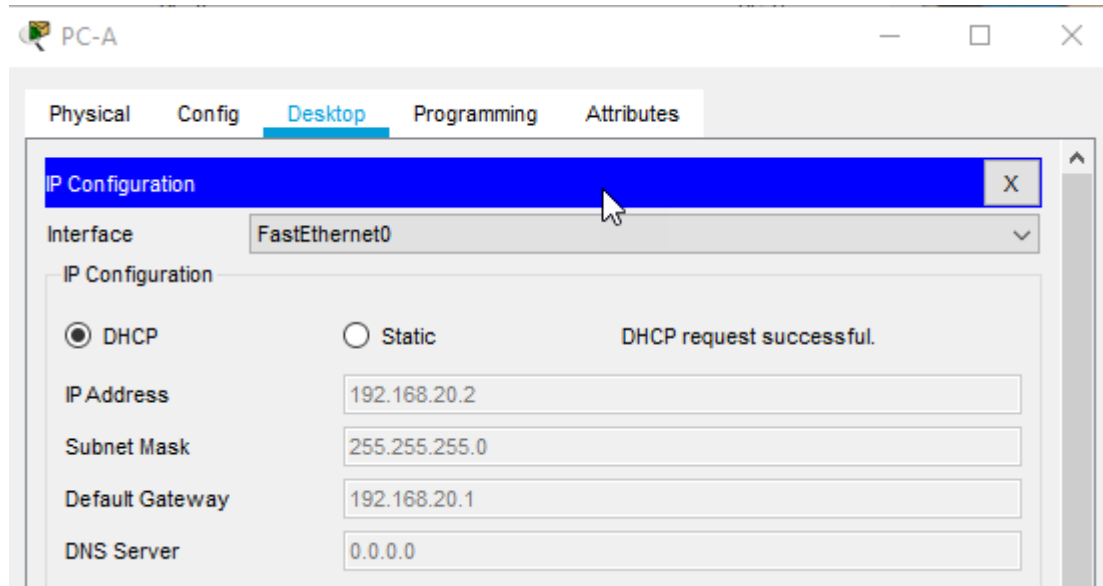 PC-A
Physical Config Desktop Programming Attributes
IP Configuration X
Interface FastEthernet0
IP Configuration
DHCP Static DHCP request successful.
IP Address 192.168.20.2
Subnet Mask 255.255.255.0
Default Gateway 192.168.20.1
DNS Server 0.0.0.0